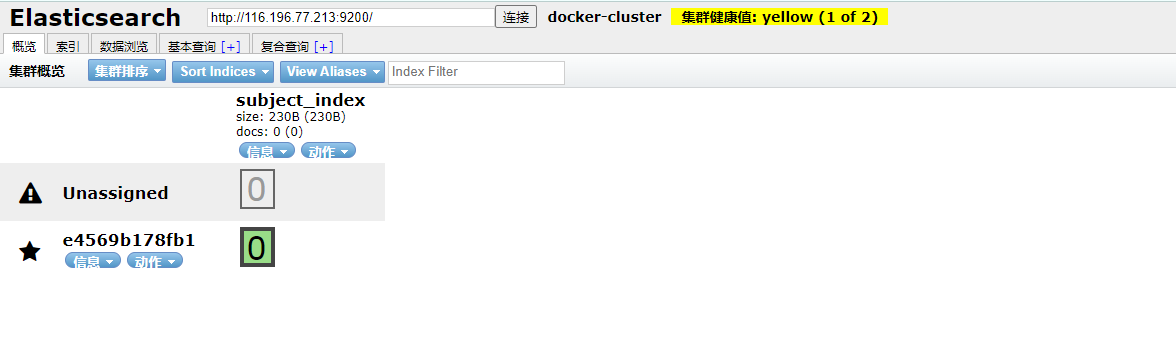 Elasticsearch http://116.196.77.213:9200/ 连接 docker-cluster 集群健康值: yellow (1 of 2)
概览 索引 数据浏览 基本查询 [+] 复合查询 [+]
集群概览 集群排序 Sort Indices View Aliases Index Filter
subject_index
size: 230B (230B)
docs: 0 (0)
信息 动作
Unassigned 0
e4569b178fb1 0
信息 动作